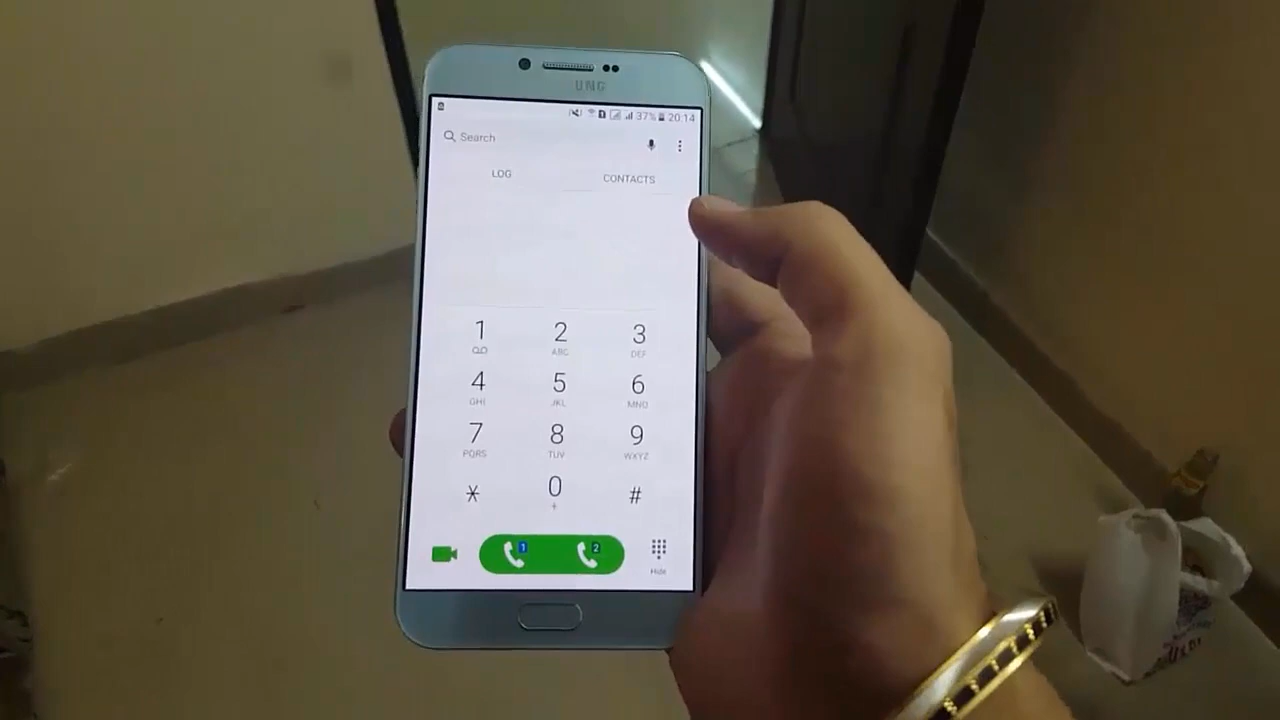 UNG
37% 20:14
Search
LOG CONTACTS
1 2 3
ABC DEF
4 5 6
GHI JKL MNO
7 8 9
PQRS TUV WXYZ
* 0 #
+
1 2
Hide